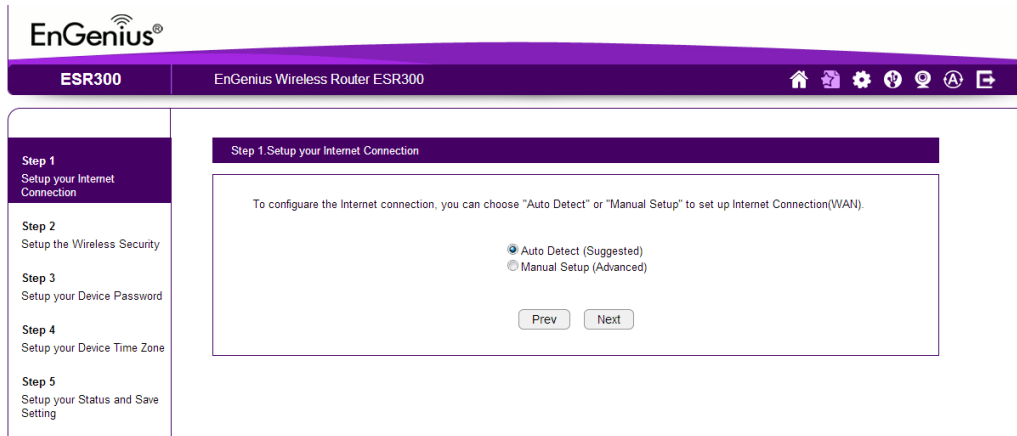 EnGenius®
ESR300
EnGenius Wireless Router ESR300
Step 1
Setup your Internet
Connection
Step 2
Setup the Wireless Security
Step 3
Setup your Device Password
Step 4
Setup your Device Time Zone
Step 5
Setup your Status and Save
Setting
Step 1.Setup your Internet Connection
To configuare the Internet connection, you can choose "Auto Detect" or "Manual Setup" to set up Internet Connection(WAN).
Auto Detect (Suggested)
Manual Setup (Advanced)
Prev Next